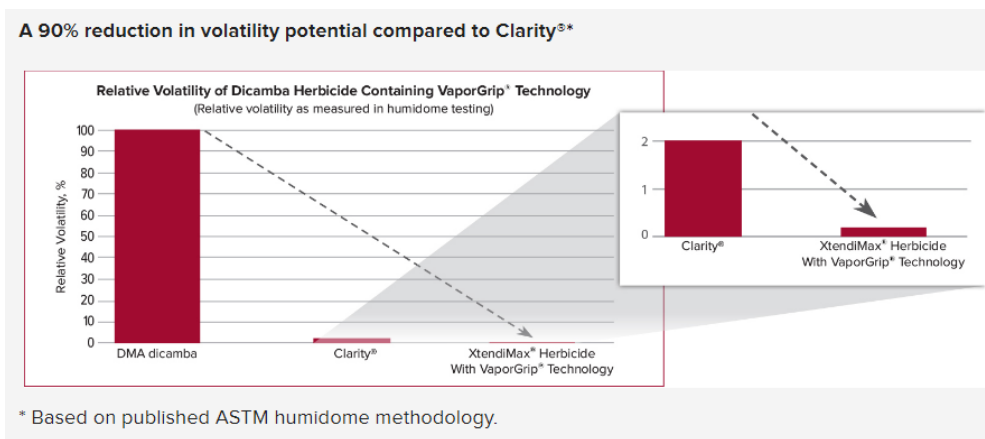 A 90% reduction in volatility potential compared to Clarity®*
Relative Volatility of Dicamba Herbicide Containing VaporGrip® Technology
(Relative volatility as measured in humidome testing)
Relative Volatility, %
100
90
80
70
60
50
40
30
20
10
0
DMA dicamba
Clarity®
XtendiMax® Herbicide
With VaporGrip® Technology
2
1
0
Clarity®
XtendiMax® Herbicide
With VaporGrip® Technology
* Based on published ASTM humidome methodology.